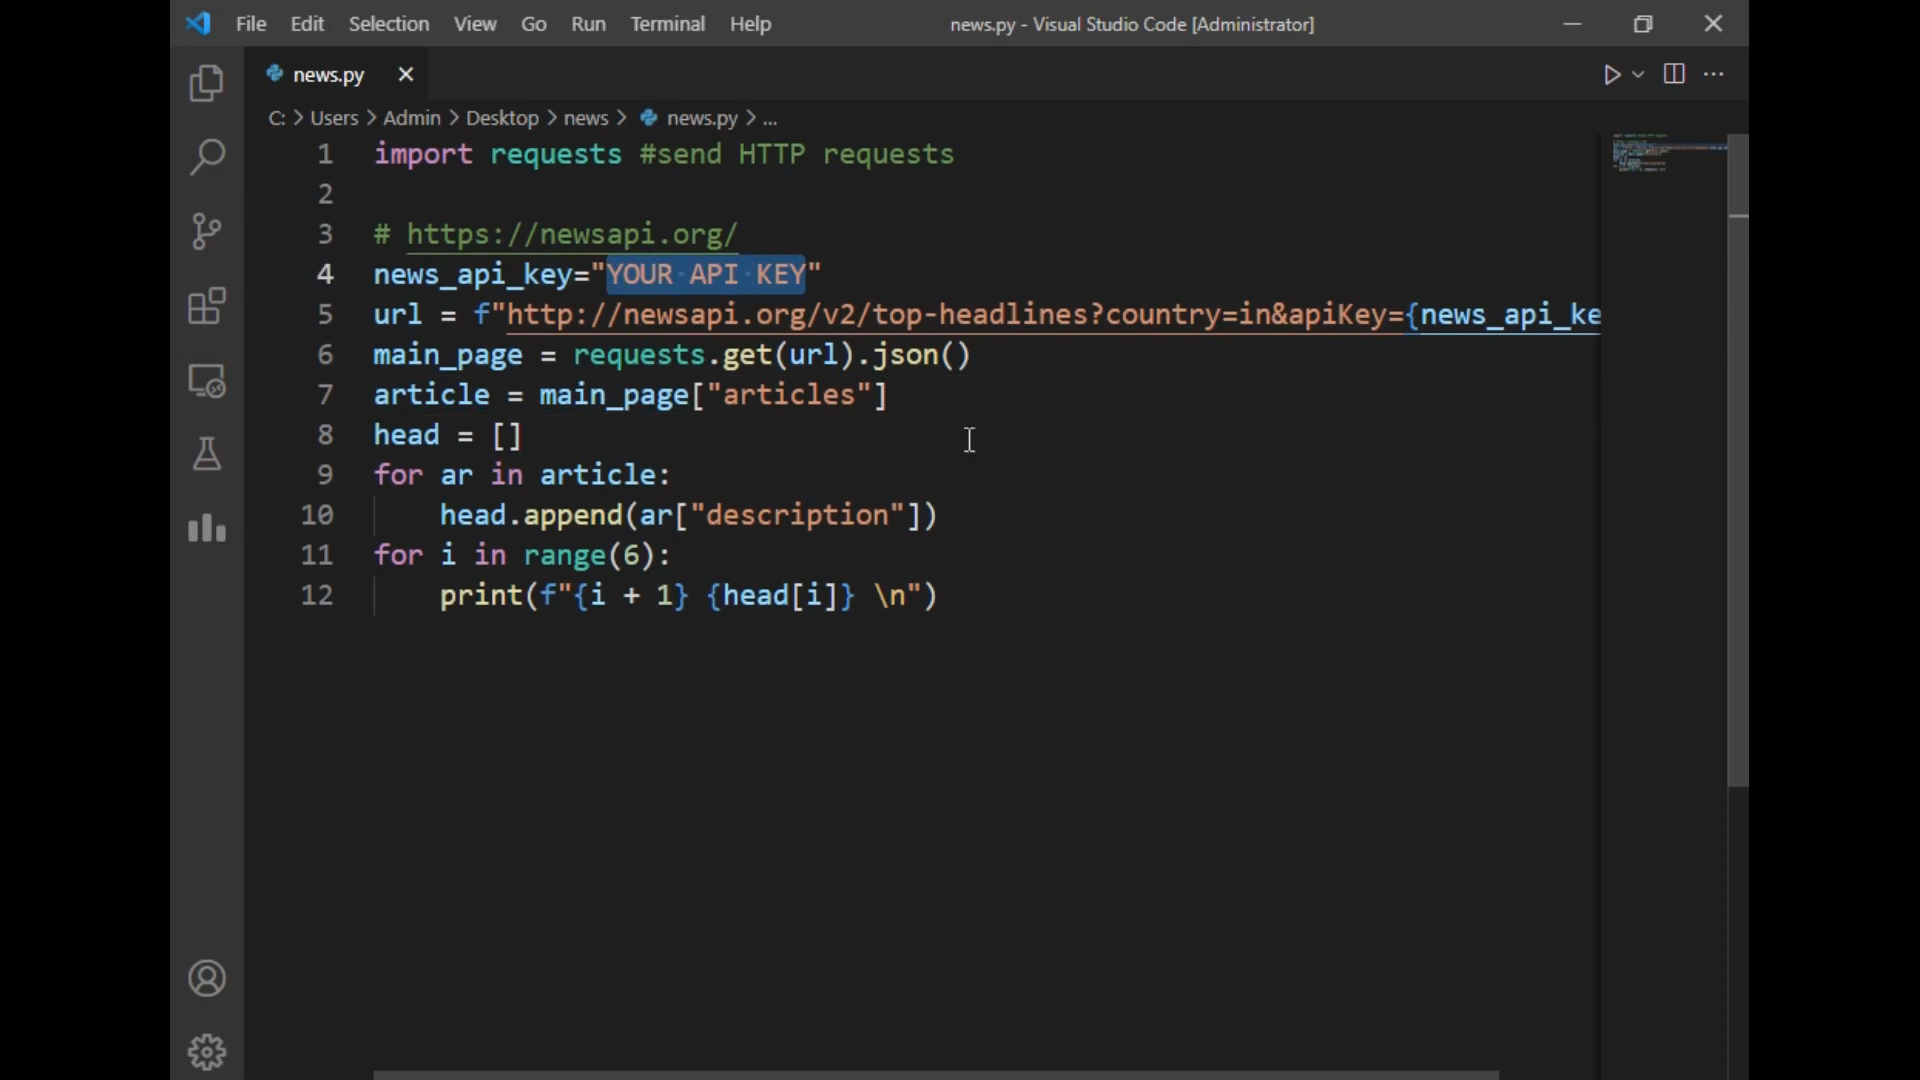 File Edit Selection View Go Run Terminal Help news.py - Visual Studio Code [Administrator]
news.py
C: > Users > Admin > Desktop > news > news.py > ...
1 import requests #send HTTP requests
2
3 # https://newsapi.org/
4 news_api_key="YOUR API KEY"
5 url = f"http://newsapi.org/v2/top-headlines?country=in&apiKey={news_api_ke
6 main_page = requests.get(url).json()
7 article = main_page["articles"]
8 head = []
9 for ar in article:
10 head.append(ar["description"])
11 for i in range(6):
12 print(f"{i + 1} {head[i]} \n")